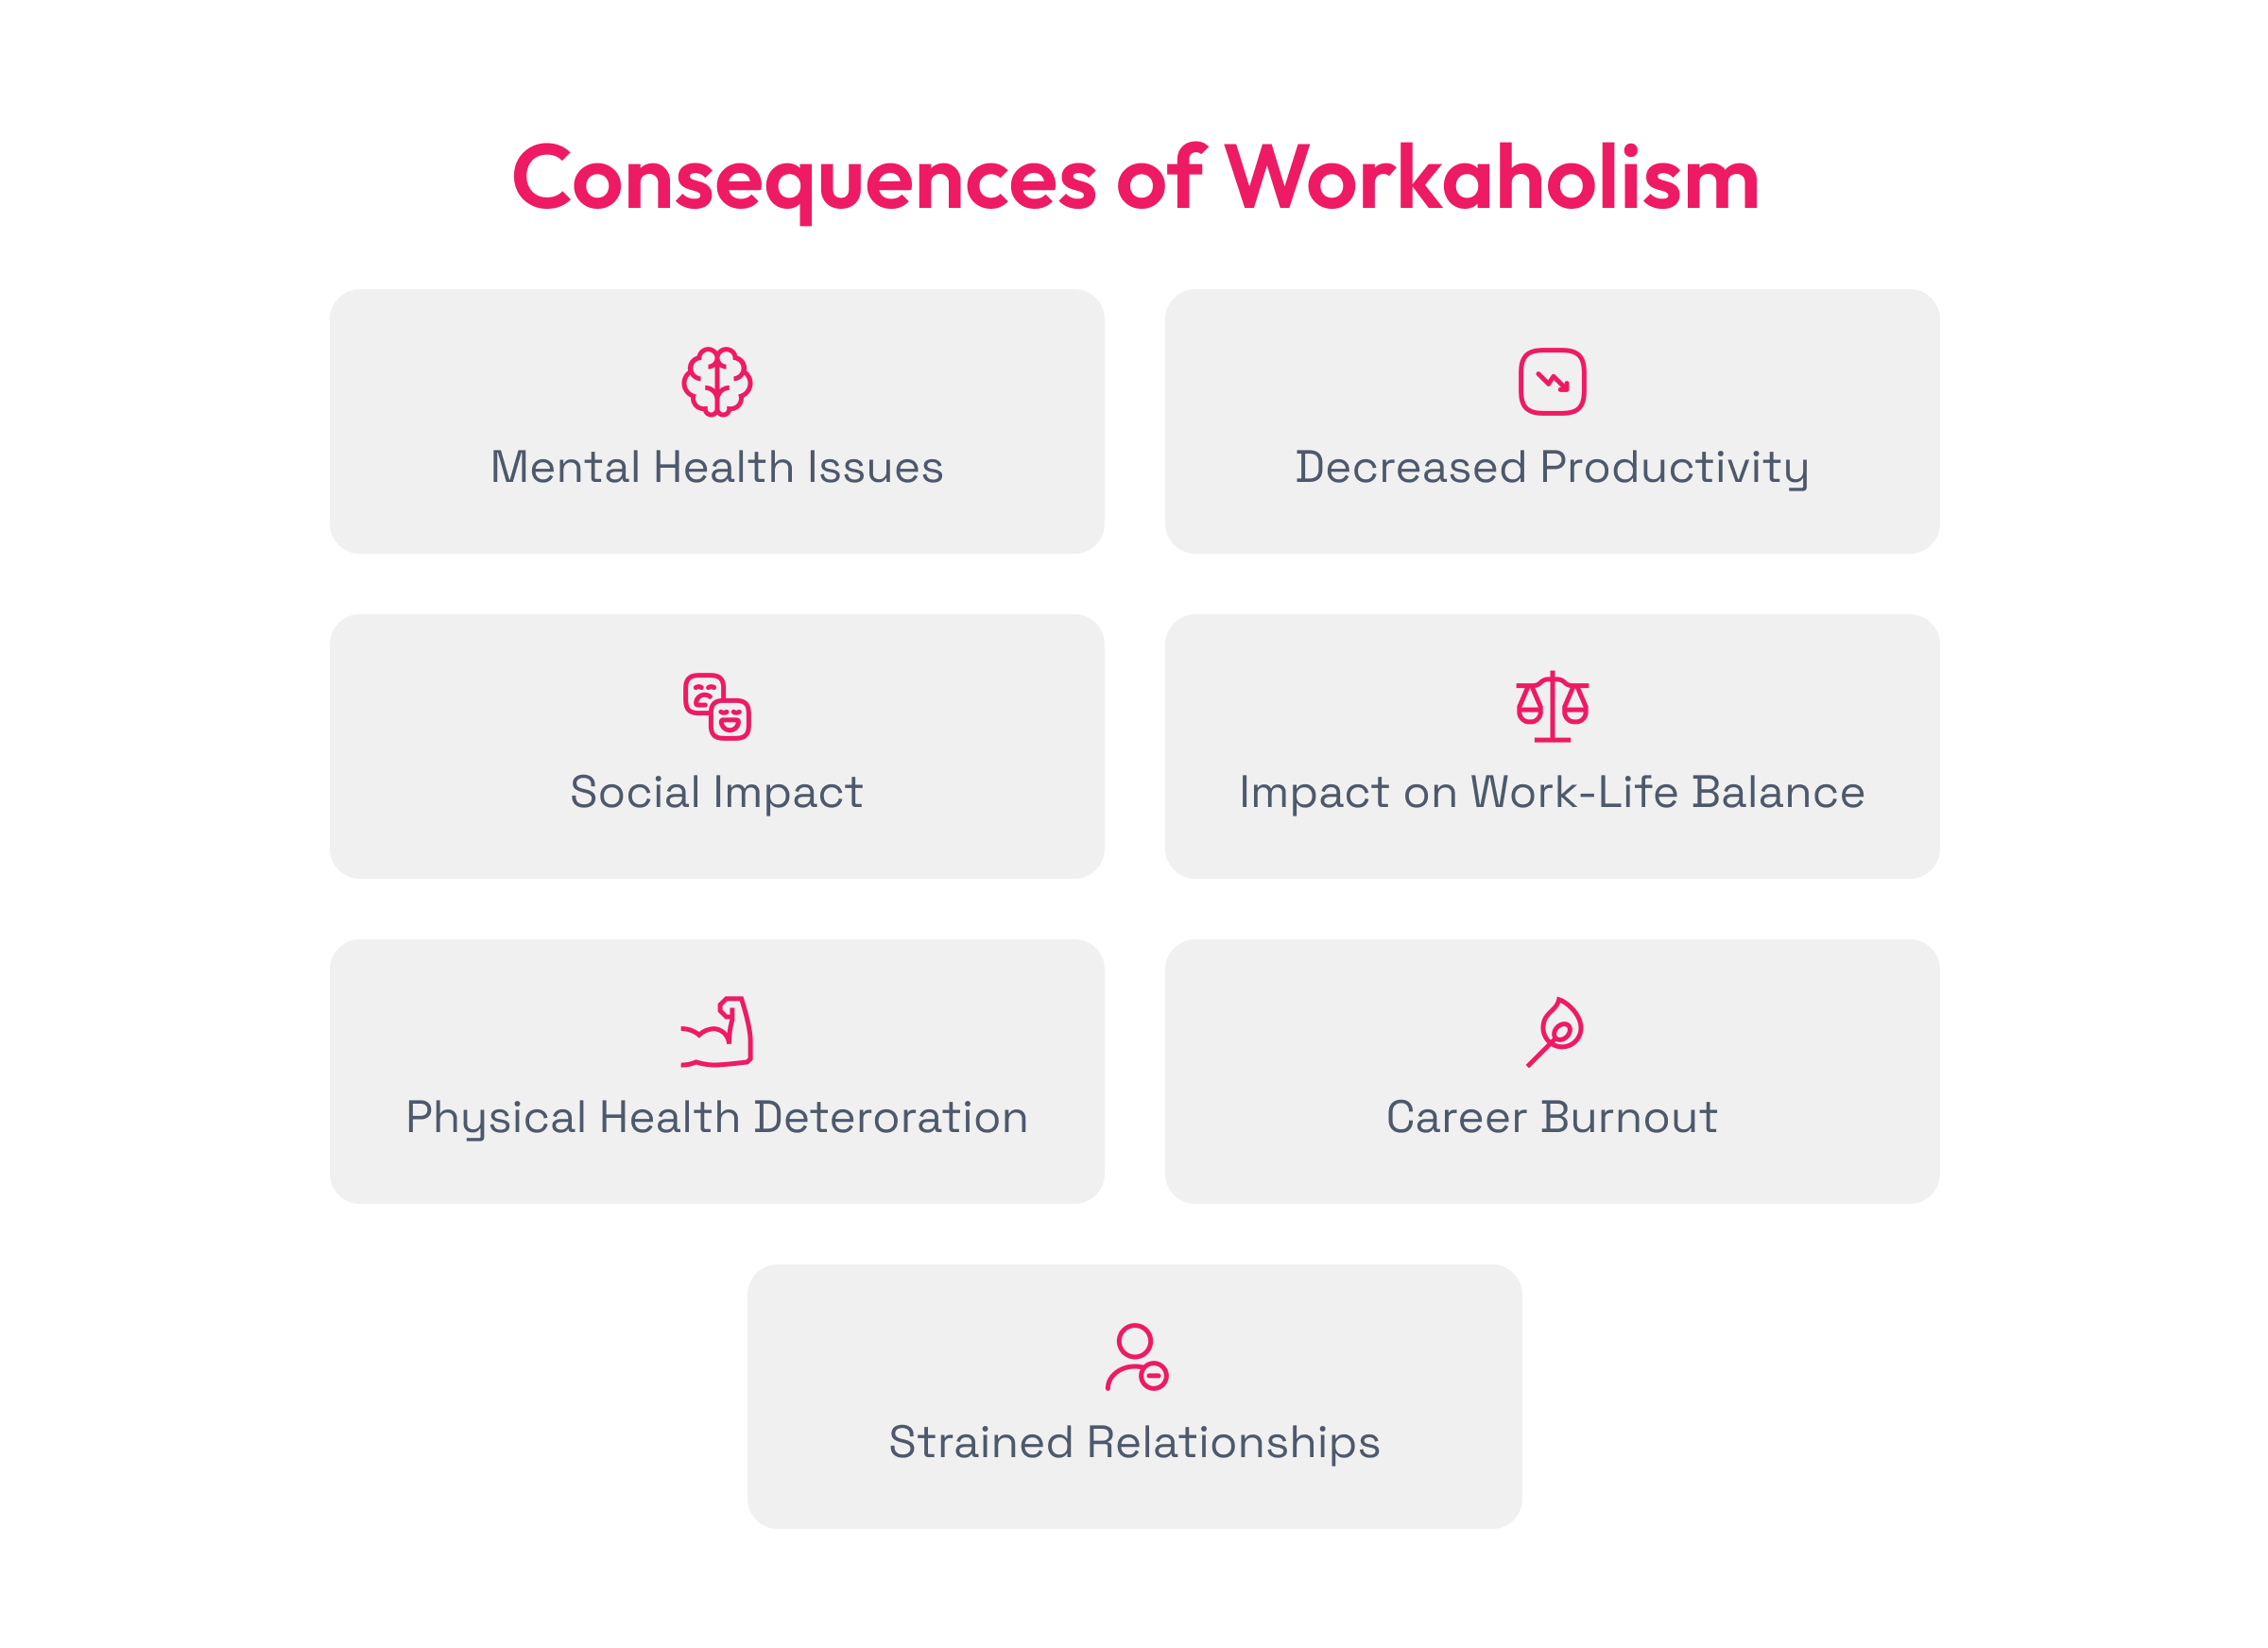 Consequences of Workaholism
Mental Health Issues
Decreased Productivity
Social Impact
Impact on Work-Life Balance
Physical Health Deteroration
Career Burnout
Strained Relationships